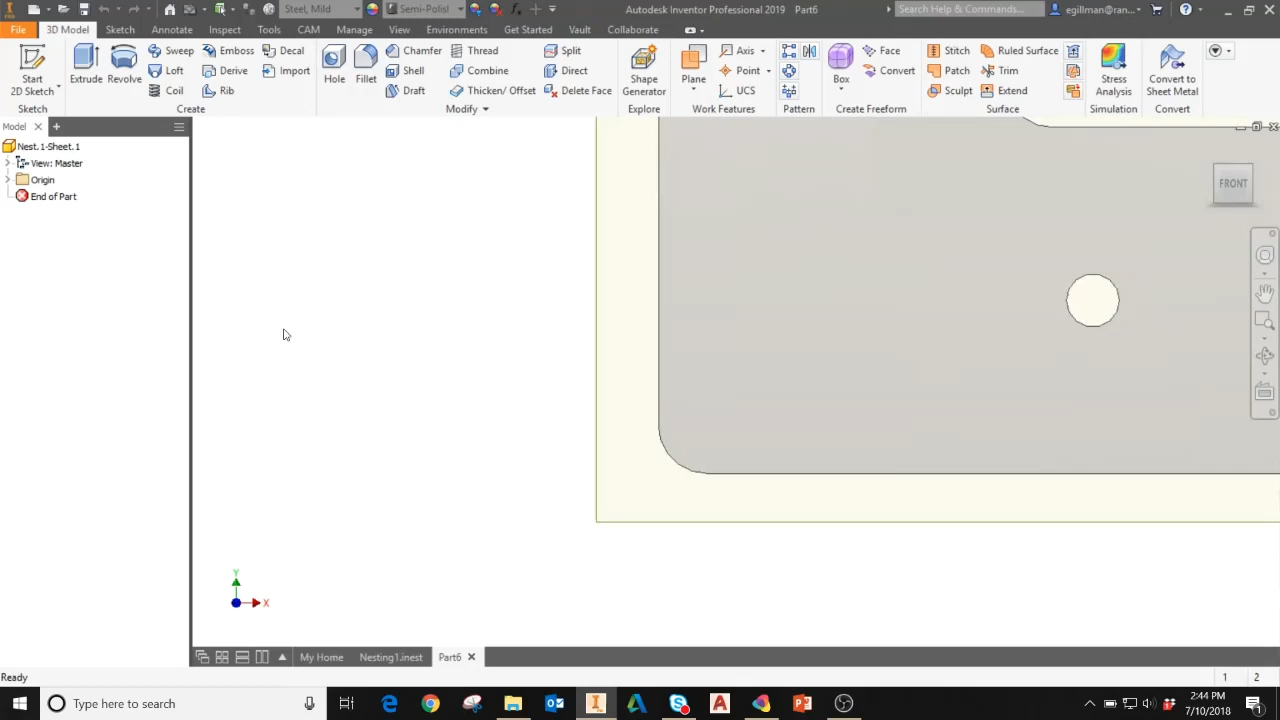 Steel, Mild
Semi-Polisl
Autodesk Inventor Professional 2019 Part6
Search Help & Commands...
egillman@ran...
File
3D Model
Sketch
Annotate
Inspect
Tools
CAM
Manage
View
Environments
Get Started
Vault
Collaborate
Start
2D Sketch
Sketch
Extrude
Revolve
Sweep
Emboss
Decal
Loft
Derive
Import
Coil
Rib
Create
Hole
Fillet
Chamfer
Thread
Split
Shell
Combine
Direct
Draft
Thicken/ Offset
Delete Face
Modify
Shape
Generator
Explore
Plane
Axis
Point
UCS
Work Features
Pattern
Box
Face
Convert
Create Freeform
Stitch
Ruled Surface
Patch
Trim
Sculpt
Extend
Surface
Stress
Analysis
Simulation
Convert to
Sheet Metal
Convert
Model
Nest.1-Sheet.1
View: Master
Origin
End of Part
FRONT
Y
X
My Home
Nesting1.inest
Part6
Ready
1
2
Type here to search
2:44 PM
7/10/2018